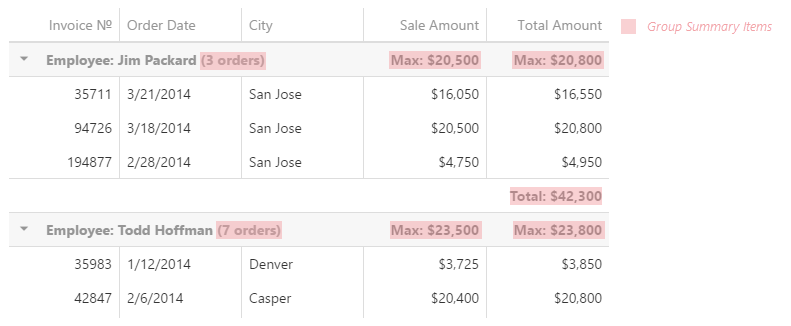 Invoice № Order Date City Sale Amount Total Amount Group Summary Items
Employee: Jim Packard (3 orders) Max: $20,500 Max: $20,800
35711 3/21/2014 San Jose $16,050 $16,550
94726 3/18/2014 San Jose $20,500 $20,800
194877 2/28/2014 San Jose $4,750 $4,950
Total: $42,300
Employee: Todd Hoffman (7 orders) Max: $23,500 Max: $23,800
35983 1/12/2014 Denver $3,725 $3,850
42847 2/6/2014 Casper $20,400 $20,800